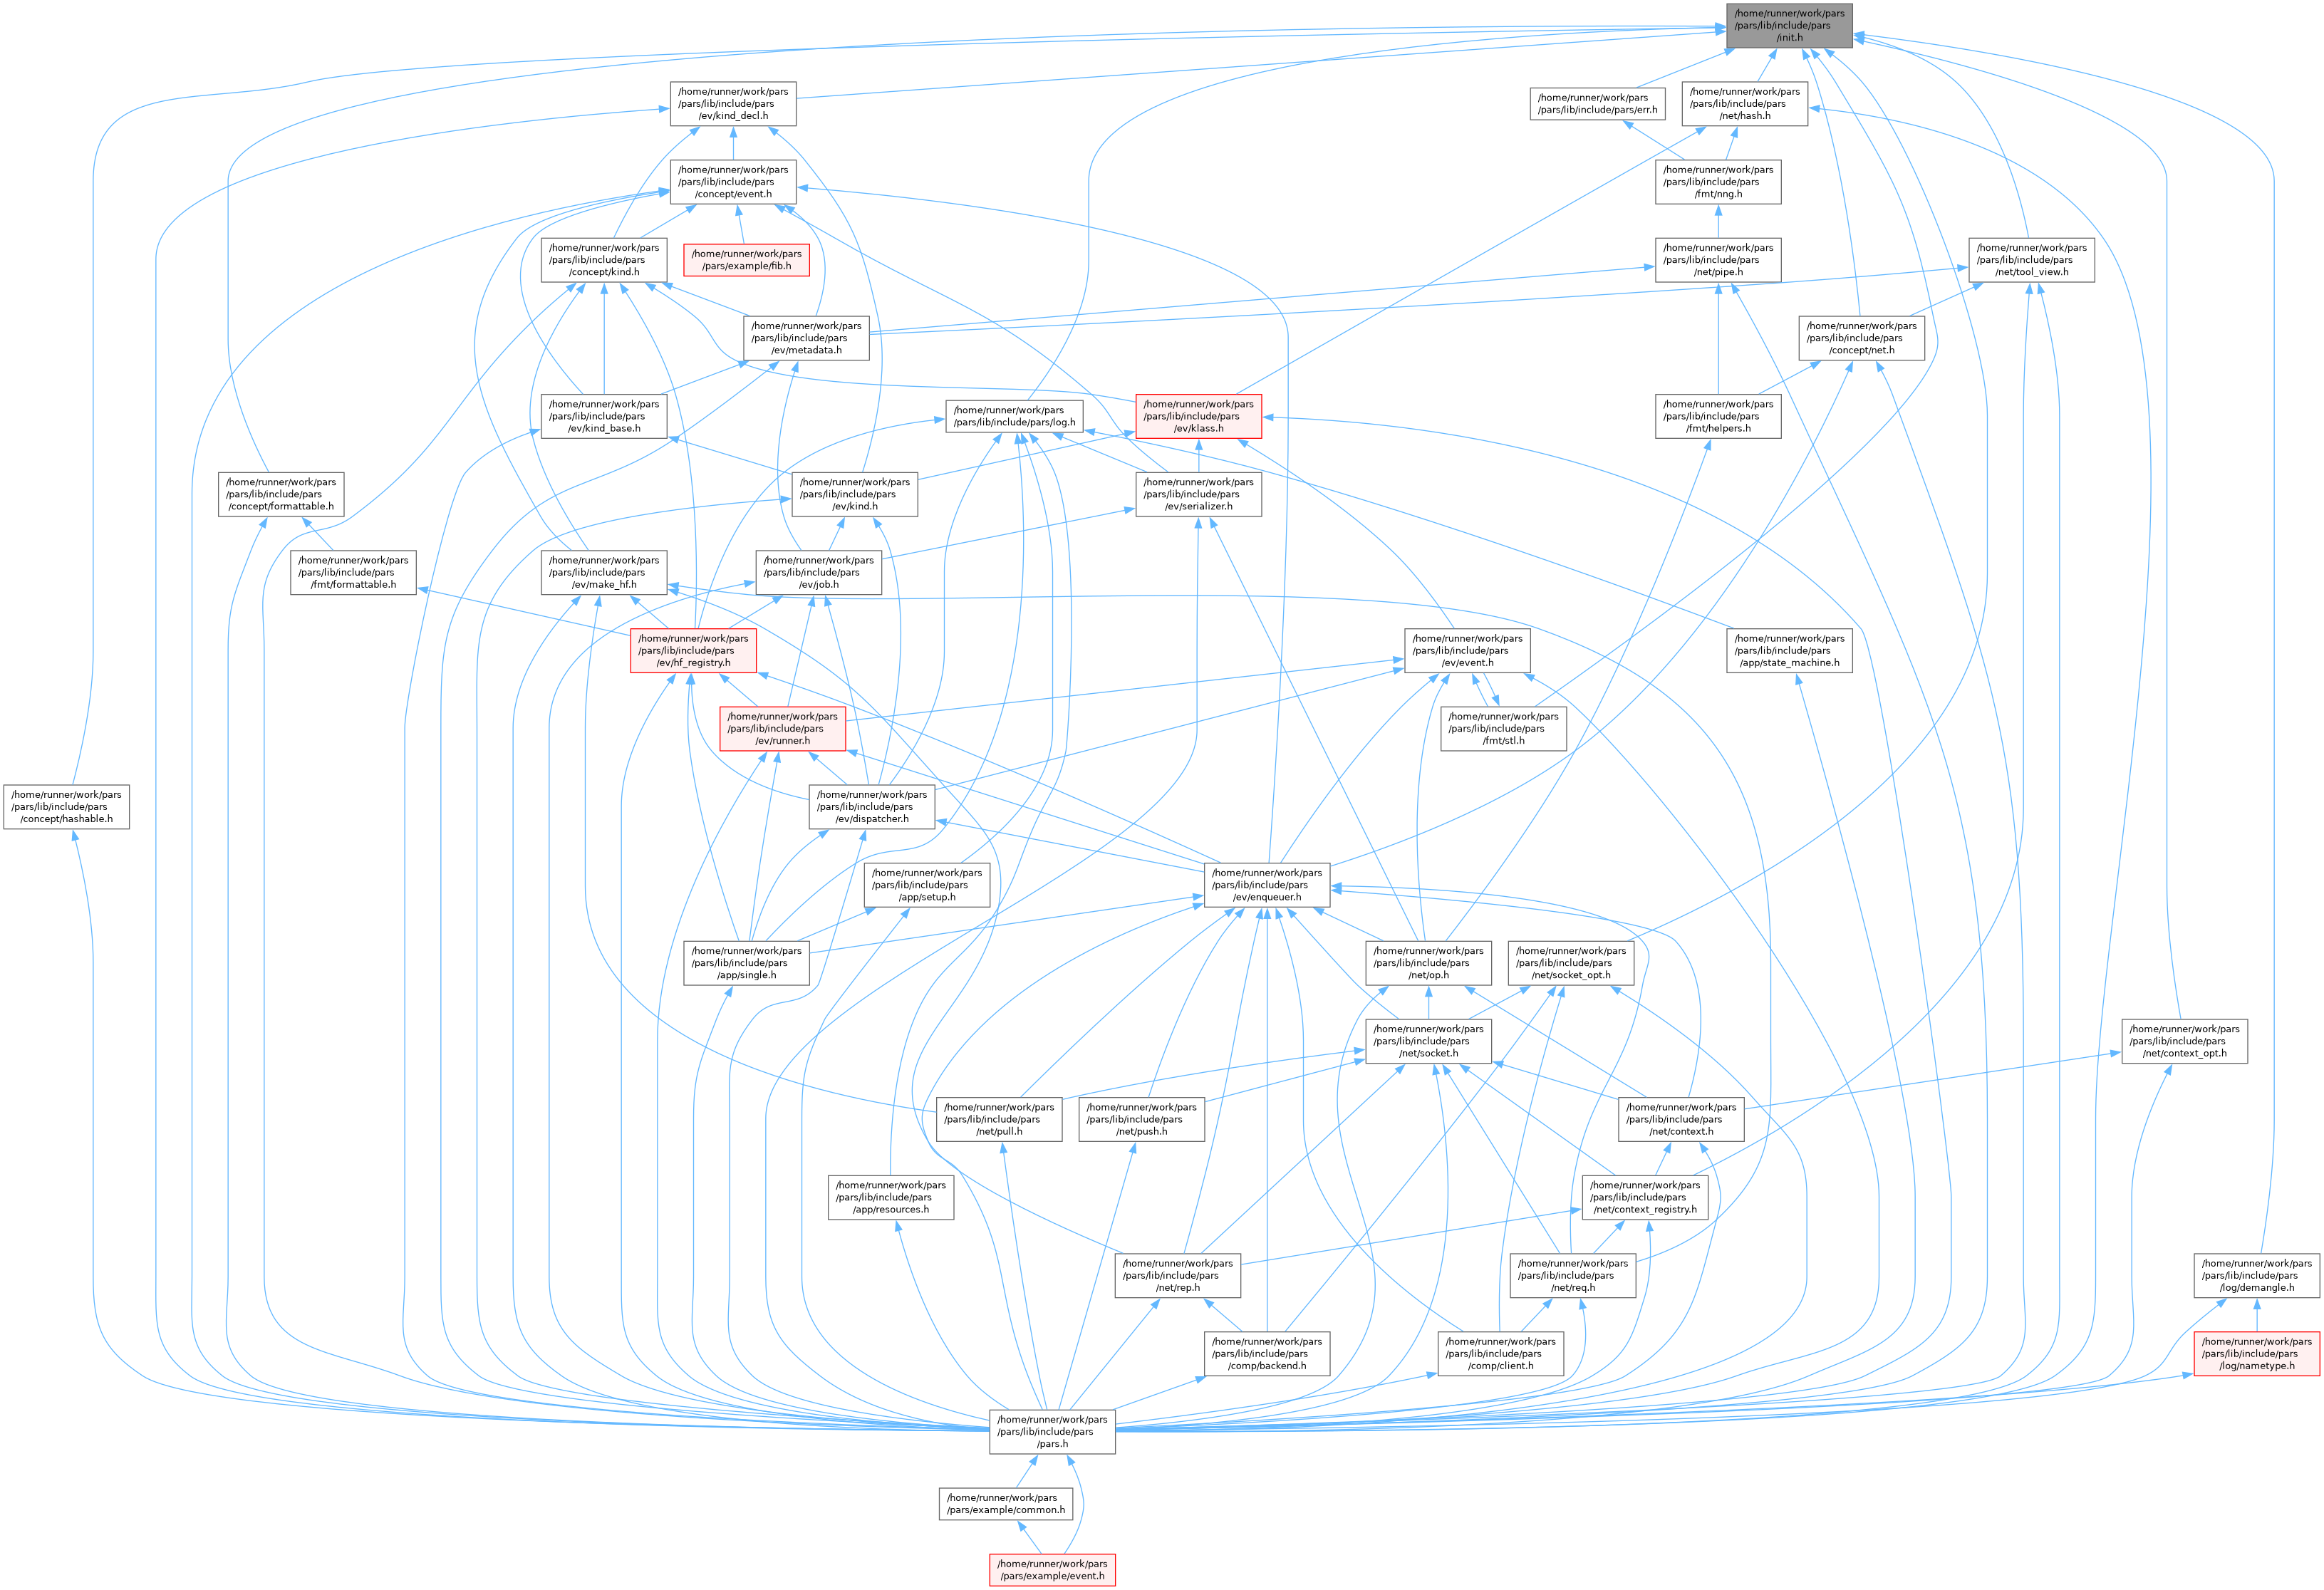 /home/runner/work/pars
/pars/lib/include/pars
/init.h
/home/runner/work/pars
/pars/lib/include/pars
/ev/kind_decl.h
/home/runner/work/pars
/pars/lib/include/pars/err.h
/home/runner/work/pars
/pars/lib/include/pars
/net/hash.h
/home/runner/work/pars
/pars/lib/include/pars
/concept/event.h
/home/runner/work/pars
/pars/lib/include/pars
/fmt/nng.h
/home/runner/work/pars
/pars/lib/include/pars
/concept/kind.h
/home/runner/work/pars
/pars/example/fib.h
/home/runner/work/pars
/pars/lib/include/pars
/net/pipe.h
/home/runner/work/pars
/pars/lib/include/pars
/net/tool_view.h
/home/runner/work/pars
/pars/lib/include/pars
/ev/metadata.h
/home/runner/work/pars
/pars/lib/include/pars
/concept/net.h
/home/runner/work/pars
/pars/lib/include/pars
/ev/kind_base.h
/home/runner/work/pars
/pars/lib/include/pars/log.h
/home/runner/work/pars
/pars/lib/include/pars
/ev/klass.h
/home/runner/work/pars
/pars/lib/include/pars
/fmt/helpers.h
/home/runner/work/pars
/pars/lib/include/pars
/concept/formattable.h
/home/runner/work/pars
/pars/lib/include/pars
/ev/kind.h
/home/runner/work/pars
/pars/lib/include/pars
/ev/serializer.h
/home/runner/work/pars
/pars/lib/include/pars
/fmt/formattable.h
/home/runner/work/pars
/pars/lib/include/pars
/ev/make_hf.h
/home/runner/work/pars
/pars/lib/include/pars
/ev/job.h
/home/runner/work/pars
/pars/lib/include/pars
/ev/hf_registry.h
/home/runner/work/pars
/pars/lib/include/pars
/ev/event.h
/home/runner/work/pars
/pars/lib/include/pars
/app/state_machine.h
/home/runner/work/pars
/pars/lib/include/pars
/ev/runner.h
/home/runner/work/pars
/pars/lib/include/pars
/fmt/stl.h
/home/runner/work/pars
/pars/lib/include/pars
/concept/hashable.h
/home/runner/work/pars
/pars/lib/include/pars
/ev/dispatcher.h
/home/runner/work/pars
/pars/lib/include/pars
/app/setup.h
/home/runner/work/pars
/pars/lib/include/pars
/ev/enqueuer.h
/home/runner/work/pars
/pars/lib/include/pars
/app/single.h
/home/runner/work/pars
/pars/lib/include/pars
/net/op.h
/home/runner/work/pars
/pars/lib/include/pars
/net/socket_opt.h
/home/runner/work/pars
/pars/lib/include/pars
/net/socket.h
/home/runner/work/pars
/pars/lib/include/pars
/net/context_opt.h
/home/runner/work/pars
/pars/lib/include/pars
/net/pull.h
/home/runner/work/pars
/pars/lib/include/pars
/net/push.h
/home/runner/work/pars
/pars/lib/include/pars
/net/context.h
/home/runner/work/pars
/pars/lib/include/pars
/app/resources.h
/home/runner/work/pars
/pars/lib/include/pars
/net/context_registry.h
/home/runner/work/pars
/pars/lib/include/pars
/net/rep.h
/home/runner/work/pars
/pars/lib/include/pars
/net/req.h
/home/runner/work/pars
/pars/lib/include/pars
/log/demangle.h
/home/runner/work/pars
/pars/lib/include/pars
/comp/backend.h
/home/runner/work/pars
/pars/lib/include/pars
/comp/client.h
/home/runner/work/pars
/pars/lib/include/pars
/log/nametype.h
/home/runner/work/pars
/pars/lib/include/pars
/pars.h
/home/runner/work/pars
/pars/example/common.h
/home/runner/work/pars
/pars/example/event.h